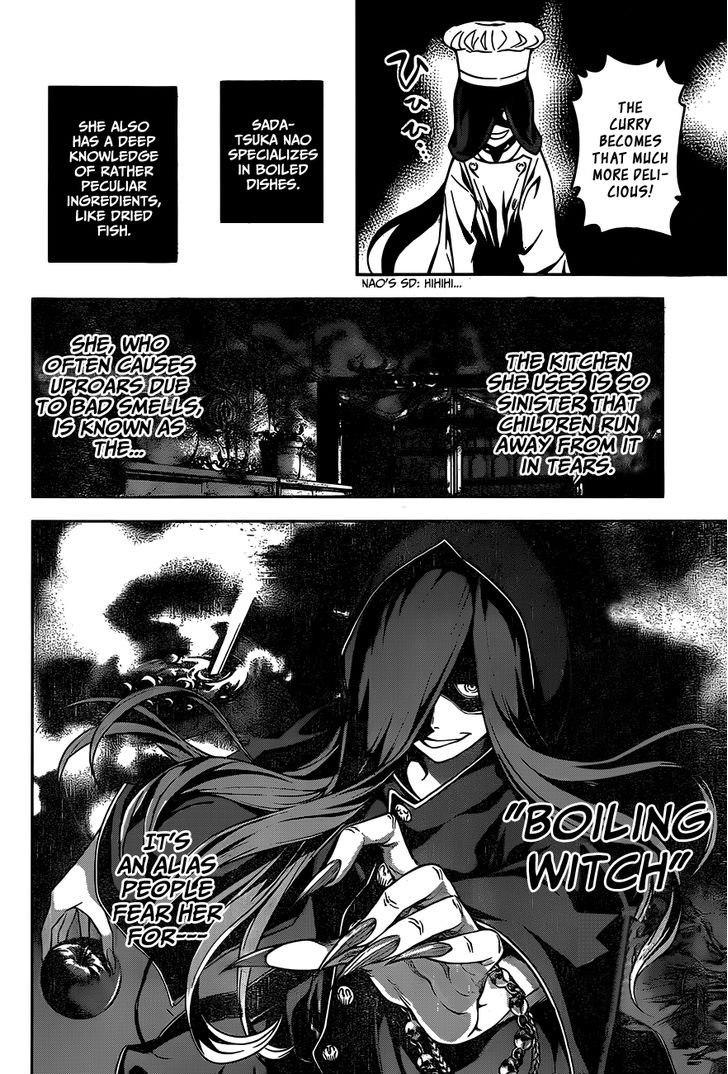 THE
CURRY
BECOMES
THAT MUCH
MORE DELI-
CIOUS!
ひひひ…
NAO'S SD: HIHIHI...
SADA-
TSUKA NAO
SPECIALIZES
IN BOILED
DISHES.
SHE ALSO
HAS A DEEP
KNOWLEDGE
OF RATHER
PECULIAR
INGREDIENTS,
LIKE DRIED
FISH.
THE KITCHEN
SHE USES IS SO
SINISTER THAT
CHILDREN RUN
AWAY FROM IT
IN TEARS.
SHE, WHO
OFTEN CAUSES
UPROARS DUE
TO BAD SMELLS,
IS KNOWN AS
THE...
"BOILING
WITCH"
IT'S
AN ALIAS
PEOPLE
FEAR HER
FOR---